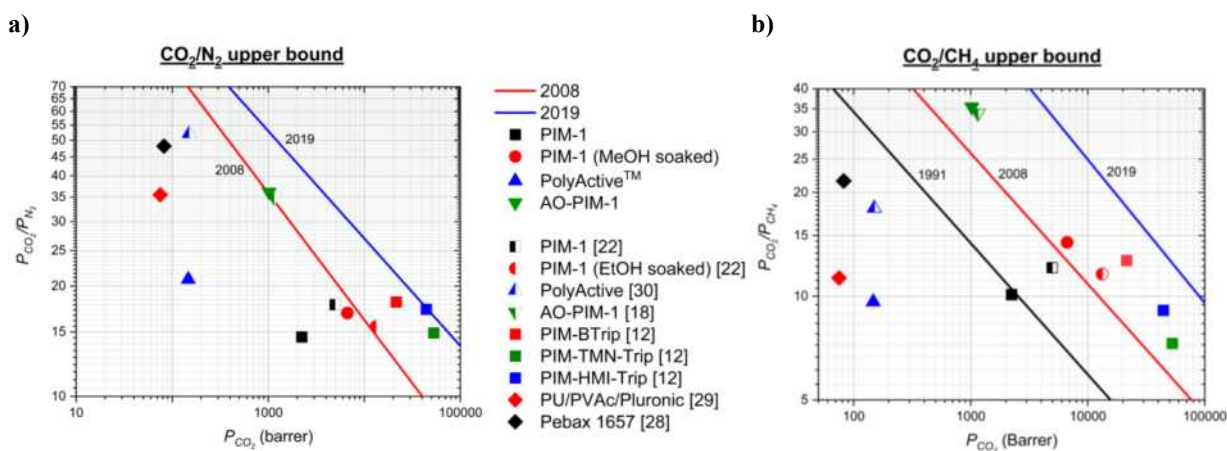 a)
CO2/N2 upper bound
70
65
60
55
50
45
40
35
30
25
20
15
10
2008
2019
10
100
1000
10000
100000
PCO2/PN2
PCO2 (barrer)
2008
2019
PIM-1
PIM-1 (MeOH soaked)
PolyActive™
AO-PIM-1
PIM-1 [22]
PIM-1 (EtOH soaked) [22]
PolyActive [30]
AO-PIM-1 [18]
PIM-BTrip [12]
PIM-TMN-Trip [12]
PIM-HMI-Trip [12]
PU/PVAc/Pluronic [29]
Pebax 1657 [28]
b)
CO2/CH4 upper bound
40
35
30
25
20
15
10
5
1991
2008
2019
100
1000
10000
100000
PCO2/PCH4
PCO2 (Barrer)